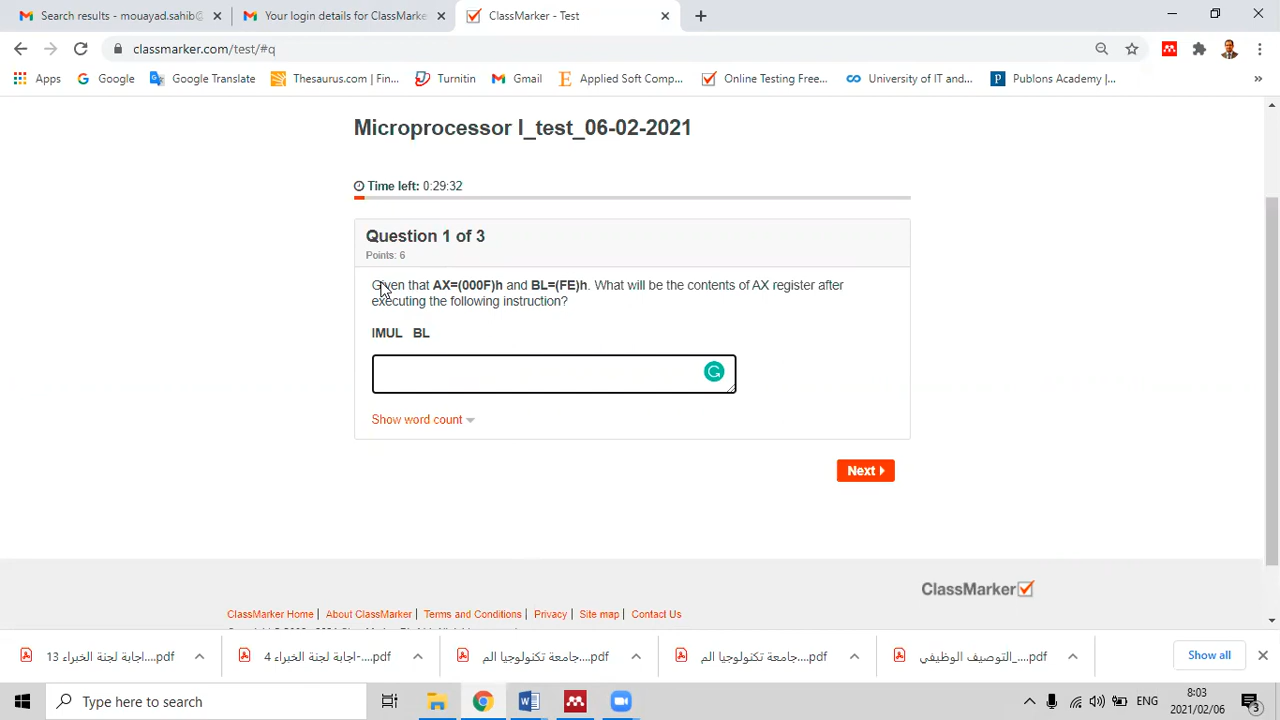 Search results - mouayad.sahib@
Your login details for ClassMarke
ClassMarker - Test
classmarker.com/test/#q
Apps
Google
Google Translate
Thesaurus.com | Fin...
Turnitin
Gmail
Applied Soft Comp...
Online Testing Free...
University of IT and...
Publons Academy |...
»
Microprocessor I_test_06-02-2021
Time left: 0:29:32
Question 1 of 3
Points: 6
Given that AX=(000F)h and BL=(FE)h. What will be the contents of AX register after
executing the following instruction?
IMUL BL
Show word count
Next
ClassMarker
ClassMarker Home | About ClassMarker | Terms and Conditions | Privacy | Site map | Contact Us
اجابة لجنة الخبراء 13....pdf
اجابة لجنة الخبراء 4-....pdf
جامعة تكنولوجيا الم....pdf
جامعة تكنولوجيا الم....pdf
التوصيف الوظيفي_....pdf
Show all
Type here to search
ENG
8:03
2021/02/06
3